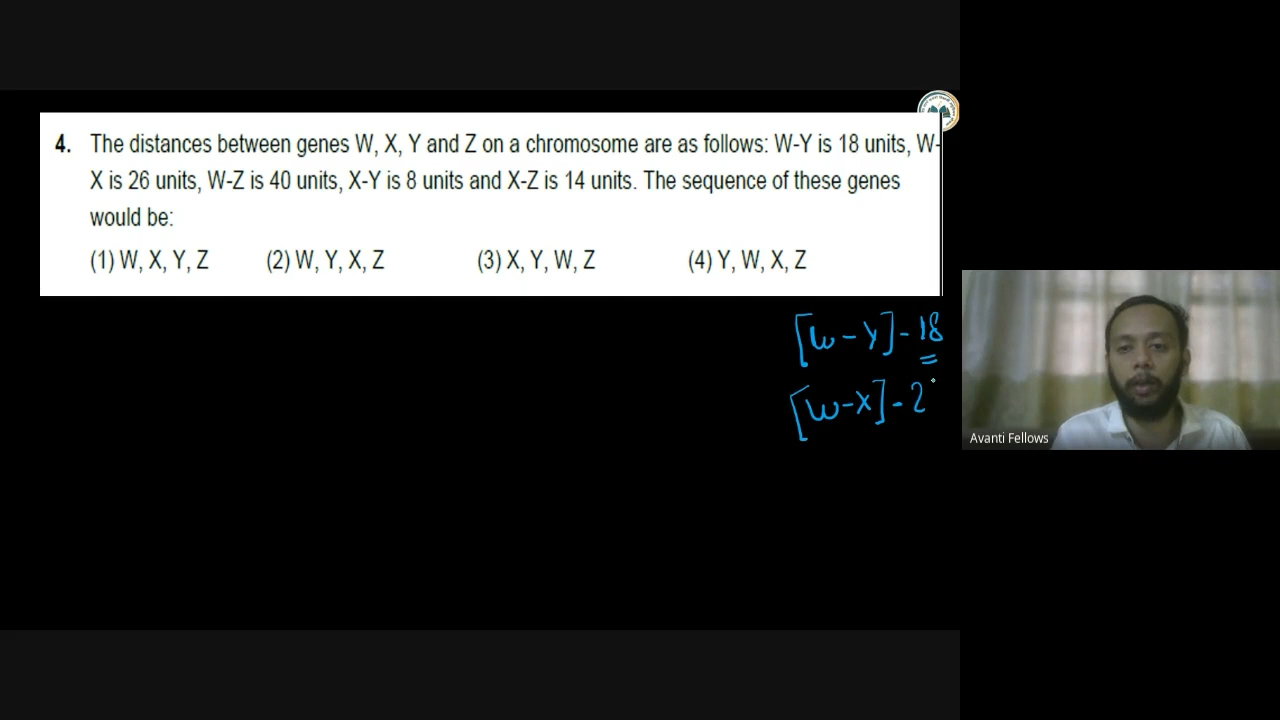 4. The distances between genes W, X, Y and Z on a chromosome are as follows: W-Y is 18 units, W-
X is 26 units, W-Z is 40 units, X-Y is 8 units and X-Z is 14 units. The sequence of these genes
would be:
(1) W, X, Y, Z (2) W, Y, X, Z (3) X, Y, W, Z (4) Y, W, X, Z
[W-Y]-18
[W-X]-2
Avanti Fellows